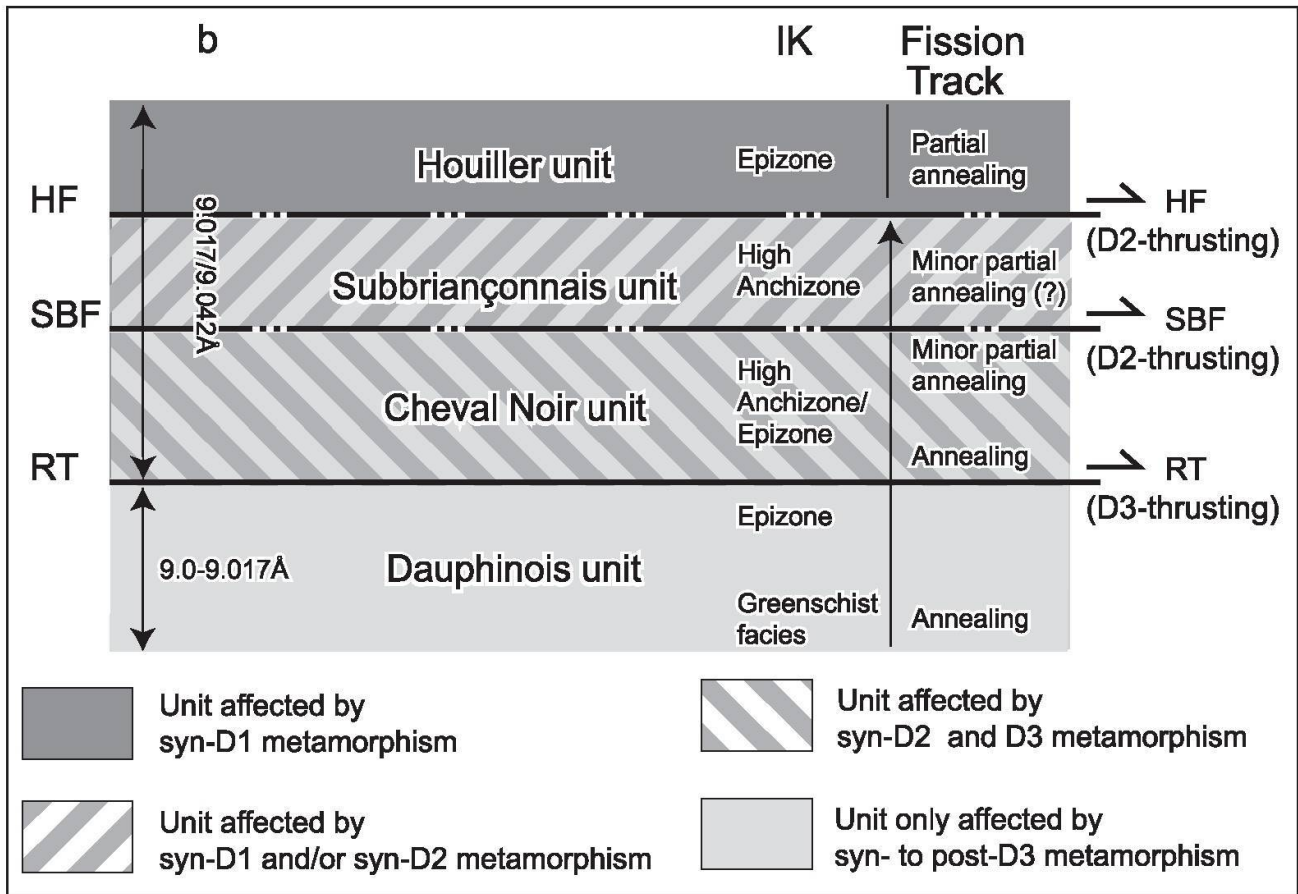 b
IK
Fission
Track
Houiller unit
Epizone
Partial
annealing
HF
HF
(D2-thrusting)
9.017/9.042Å
Subbriançonnais unit
High
Anchizone
Minor partial
annealing (?)
SBF
SBF
(D2-thrusting)
Cheval Noir unit
High
Anchizone/
Epizone
Minor partial
annealing
Annealing
RT
RT
(D3-thrusting)
9.0-9.017Å
Dauphinois unit
Epizone
Greenschist
facies
Annealing
Unit affected by
syn-D1 metamorphism
Unit affected by
syn-D2 and D3 metamorphism
Unit affected by
syn-D1 and/or syn-D2 metamorphism
Unit only affected by
syn- to post-D3 metamorphism